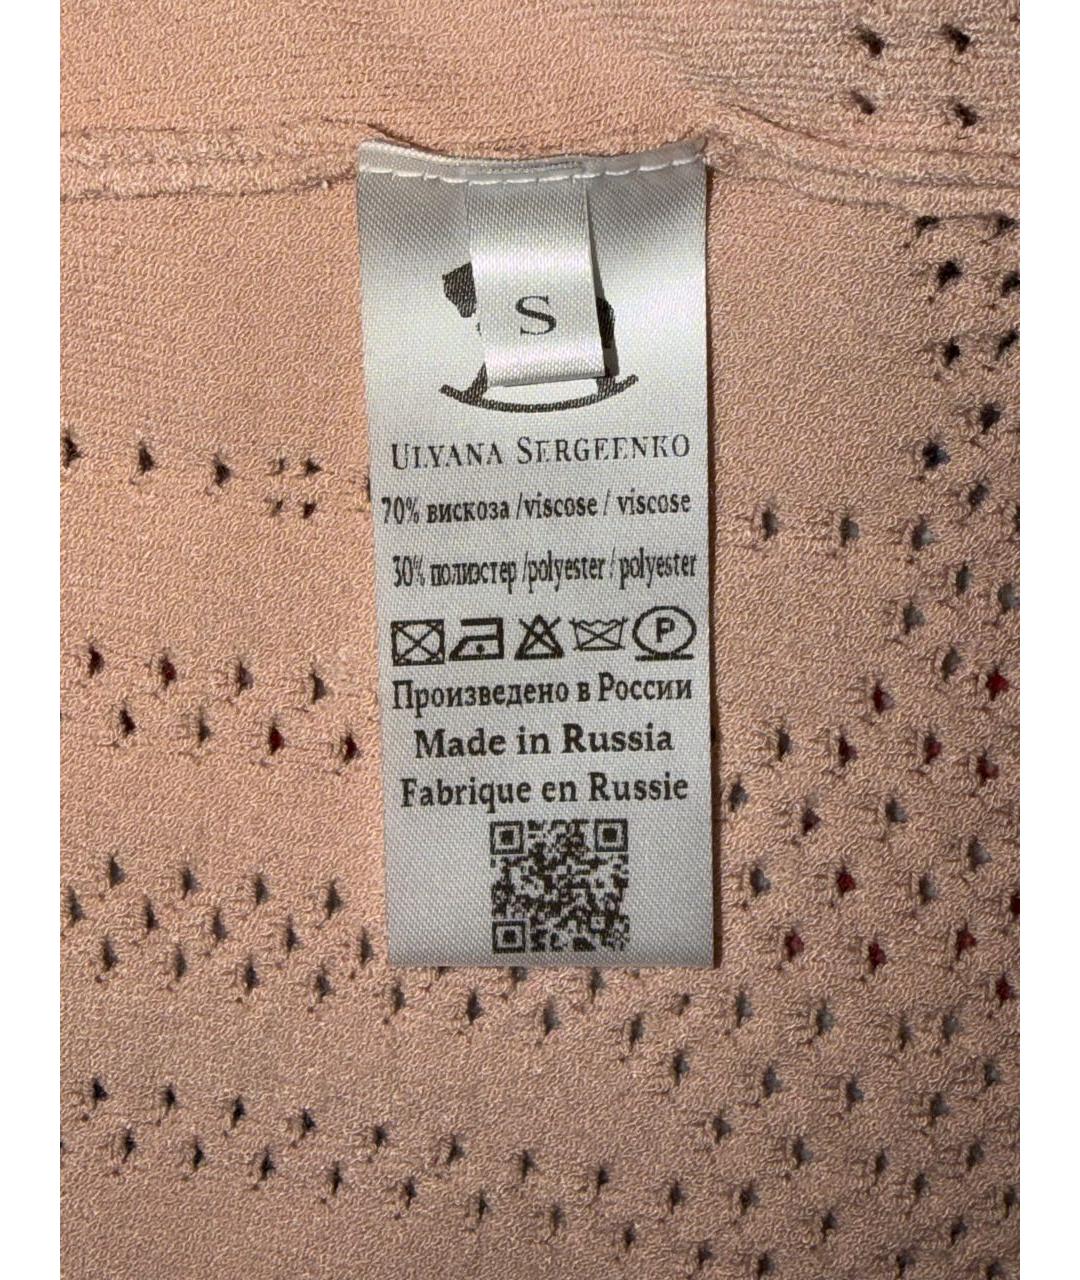 S
ULYANA SERGEENKO
70% вискоза /viscose / viscose
30% полиэстер /polyester / polyester
P
Произведено в России
Made in Russia
Fabrique en Russie